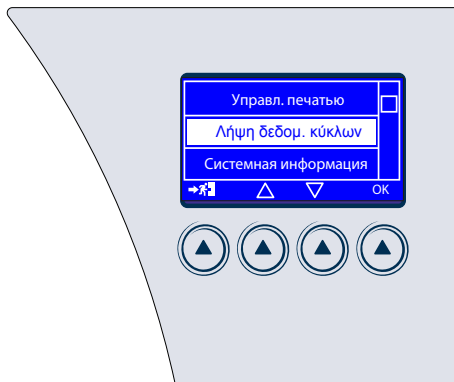 Управл. печатью
Λήψη δεδομ. κύκλων
Системная информация
OK